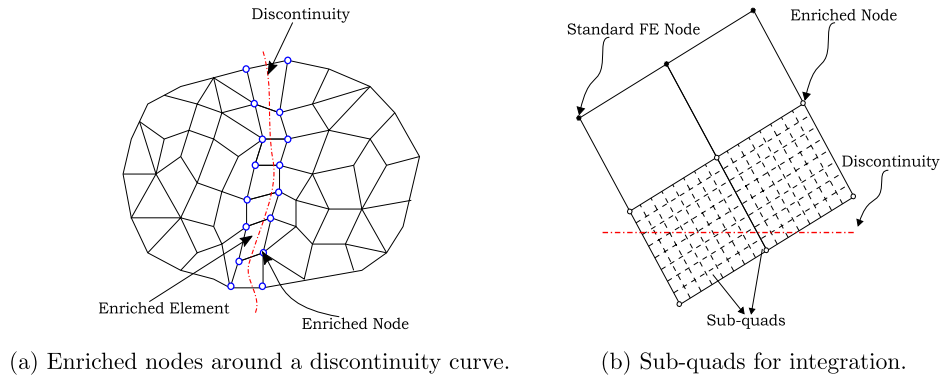 Discontinuity
Enriched Element
Enriched Node
(a) Enriched nodes around a discontinuity curve.
Standard FE Node
Enriched Node
Discontinuity
Sub-quads
(b) Sub-quads for integration.